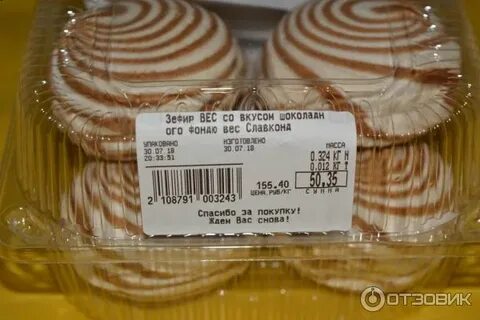 Зефир ВЕС со вкусом шоколадн
ого фондю вес Славконд
УПАКОВАНО
30.07.18
20:33:51
ИЗГОТОВЛЕНО
30.07.18
МАССА
0.324 КГ Н
0.012 КГ Т
2 108791 003243
155.40
ЦЕНА,РУБ/КГ
50.35
СУММА
Спасибо за покупку!
Ждем Вас снова!
ОТЗОВИК